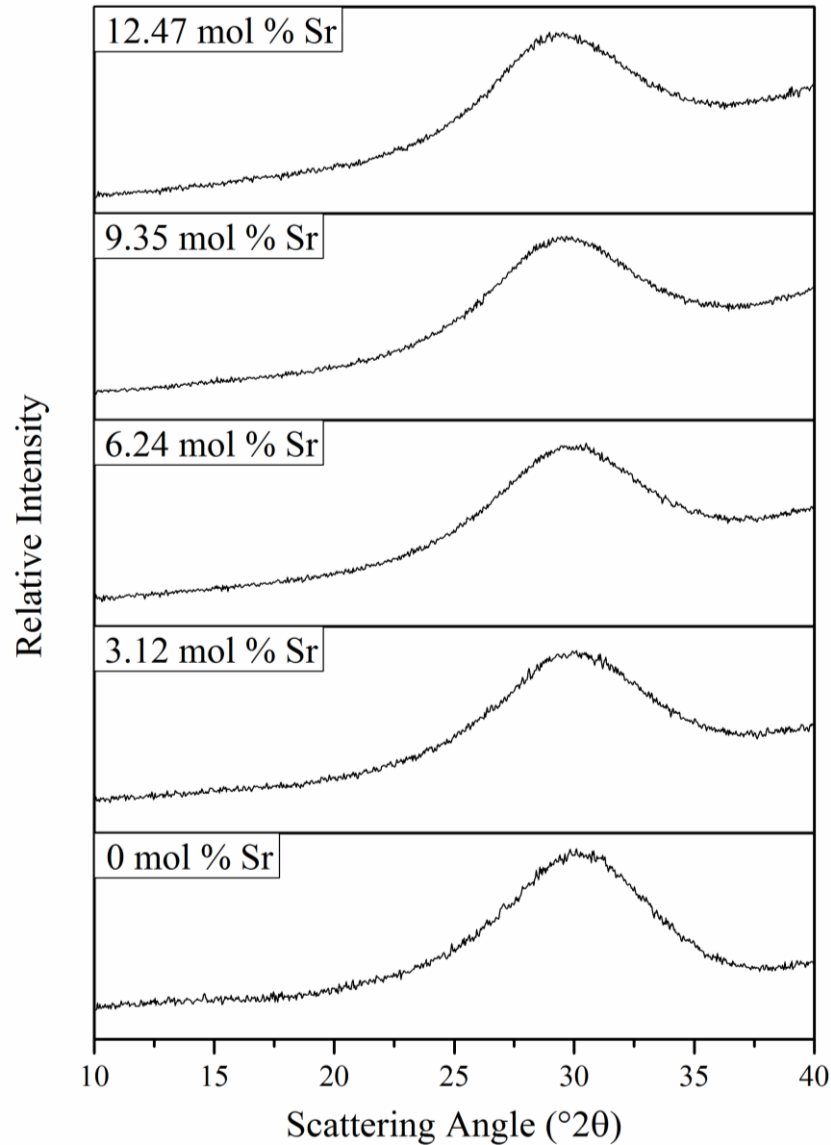 12.47 mol % Sr
9.35 mol % Sr
6.24 mol % Sr
3.12 mol % Sr
0 mol % Sr
Relative Intensity
10 15 20 25 30 35 40
Scattering Angle (°2θ)